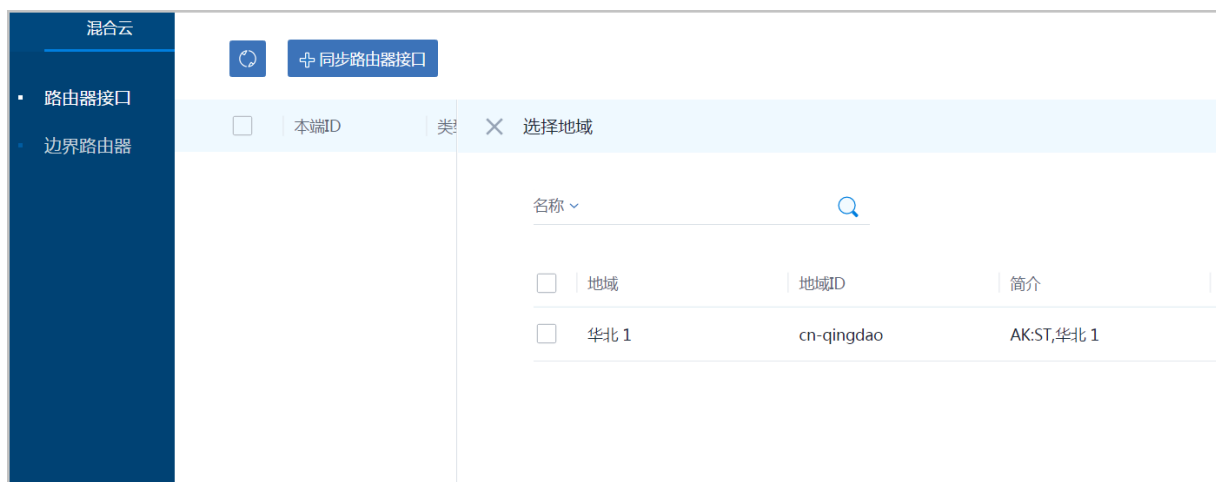 混合云
路由器接口
边界路由器
同步路由器接口
本端ID
选择地域
名称
地域 地域ID 简介
华北 1 cn-qingdao AK:ST,华北 1